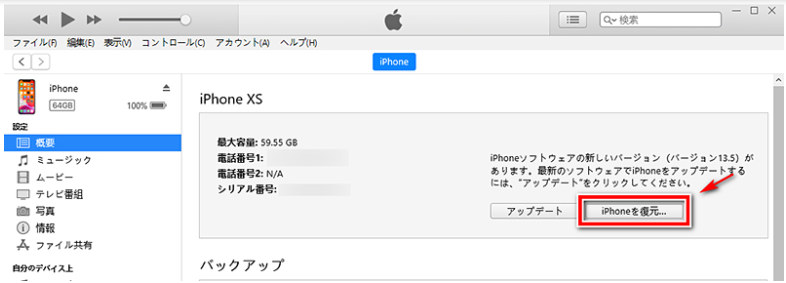 検索
ファイル(F) 編集(E) 表示(V) コントロール(C) アカウント(A) ヘルプ(H)
iPhone
iPhone
64GB 100%
設定
概要
ミュージック
ムービー
テレビ番組
写真
情報
ファイル共有
自分のデバイス上
iPhone XS
最大容量: 59.55 GB
電話番号1:
電話番号2: N/A
シリアル番号:
iPhoneソフトウェアの新しいバージョン（バージョン13.5）が
あります。最新のソフトウェアでiPhoneをアップデートする
には、"アップデート"をクリックしてください。
アップデート
iPhoneを復元...
バックアップ